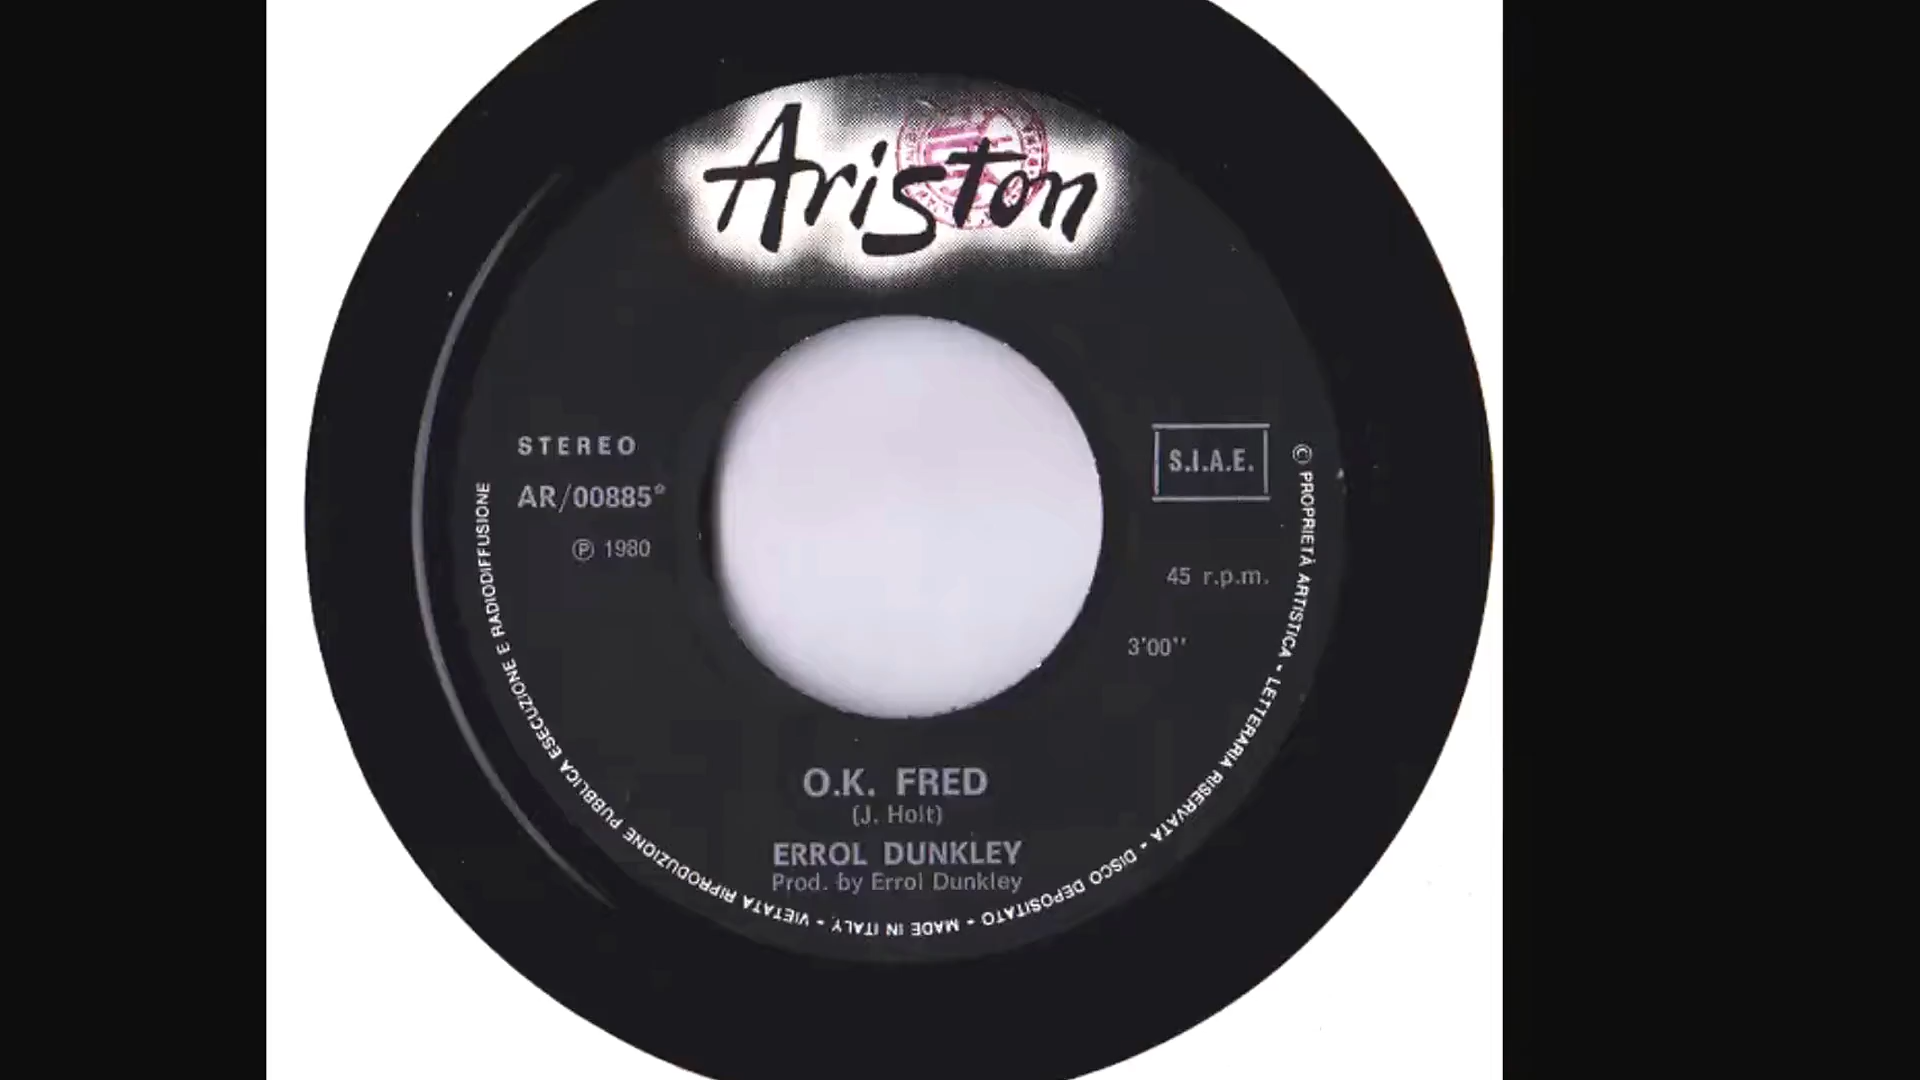 Ariston
STEREO
AR/00885*
Ⓟ 1980
S.I.A.E.
45 r.p.m.
3'00''
O.K. FRED
(J. Holt)
ERROL DUNKLEY
Prod. by Errol Dunkley
© PROPRIETÀ ARTISTICA - LETTERARIA RISERVATA - DISCO DEPOSITATO - MADE IN ITALY - VIETATA RIPRODUZIONE PUBBLICA ESECUZIONE E RADIODIFFUSIONE